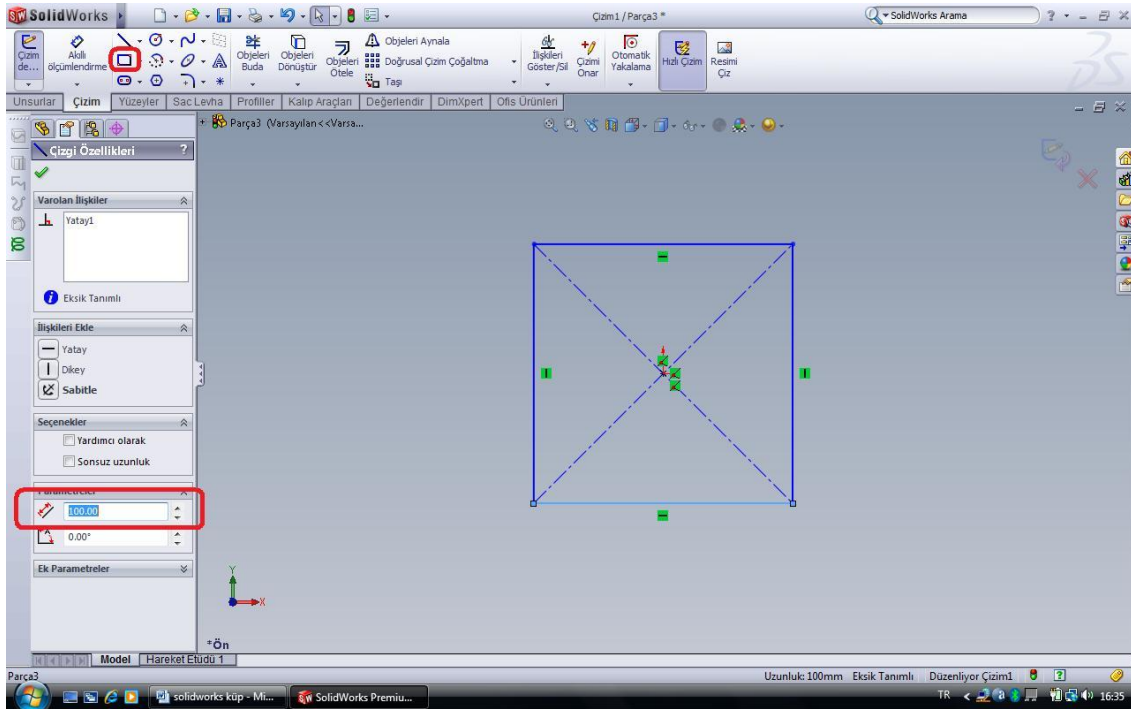 SolidWorks
Çizim1 / Parça3 *
SolidWorks Arama
Çizim de...
Akıllı ölçümlendirme
Objeleri Buda
Objeleri Dönüştür
Objeleri Ötele
Objeleri Aynala
Doğrusal Çizim Çoğaltma
Taşı
İlişkileri Göster/Sil
Çizimi Onar
Otomatik Yakalama
Hızlı Çizim
Resimi Çiz
Unsurlar Çizim Yüzeyler Sac Levha Profiller Kalıp Araçları Değerlendir DimXpert Ofis Ürünleri
Parça3 (Varsayılan<<Varsa...
Çizgi Özellikleri ?
Varolan İlişkiler
Yatay1
Eksik Tanımlı
İlişkileri Ekle
Yatay
Dikey
Sabitle
Seçenekler
Yardımcı olarak
Sonsuz uzunluk
Parametreler
100.00
0.00°
Ek Parametreler
Y
X
*Ön
Model Hareket Etüdü 1
Parça3
Uzunluk: 100mm Eksik Tanımlı Düzenliyor Çizim1
solidworks küp - Mi...
SolidWorks Premiu...
TR
16:35